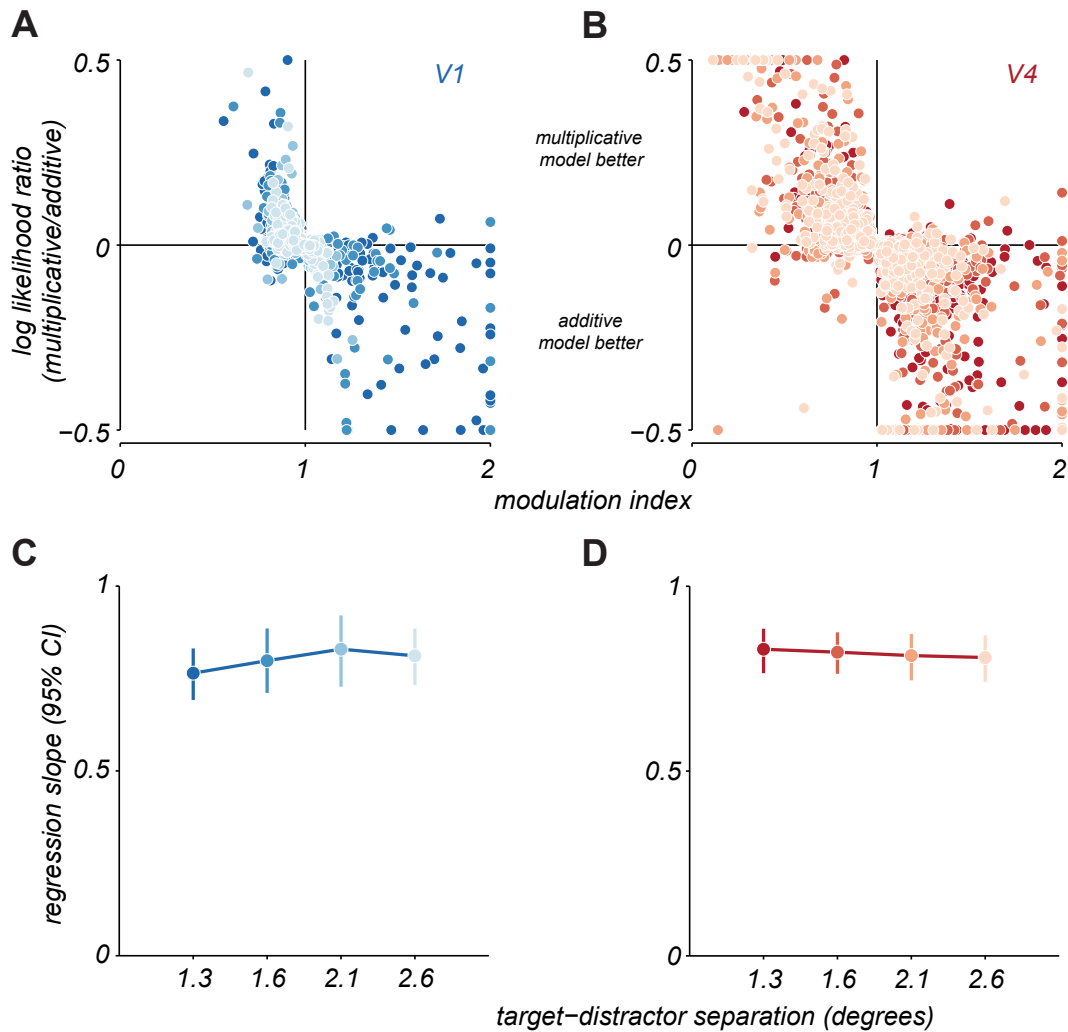 A
B
0.5
0
−0.5
log likelihood ratio
(multiplicative/additive)
V1
multiplicative
model better
additive
model better
0.5
0
−0.5
V4
0
1
2
0
1
2
modulation index
C
D
1
0.5
0
regression slope (95% CI)
1
0.5
0
1.3
1.6
2.1
2.6
1.3
1.6
2.1
2.6
target−distractor separation (degrees)